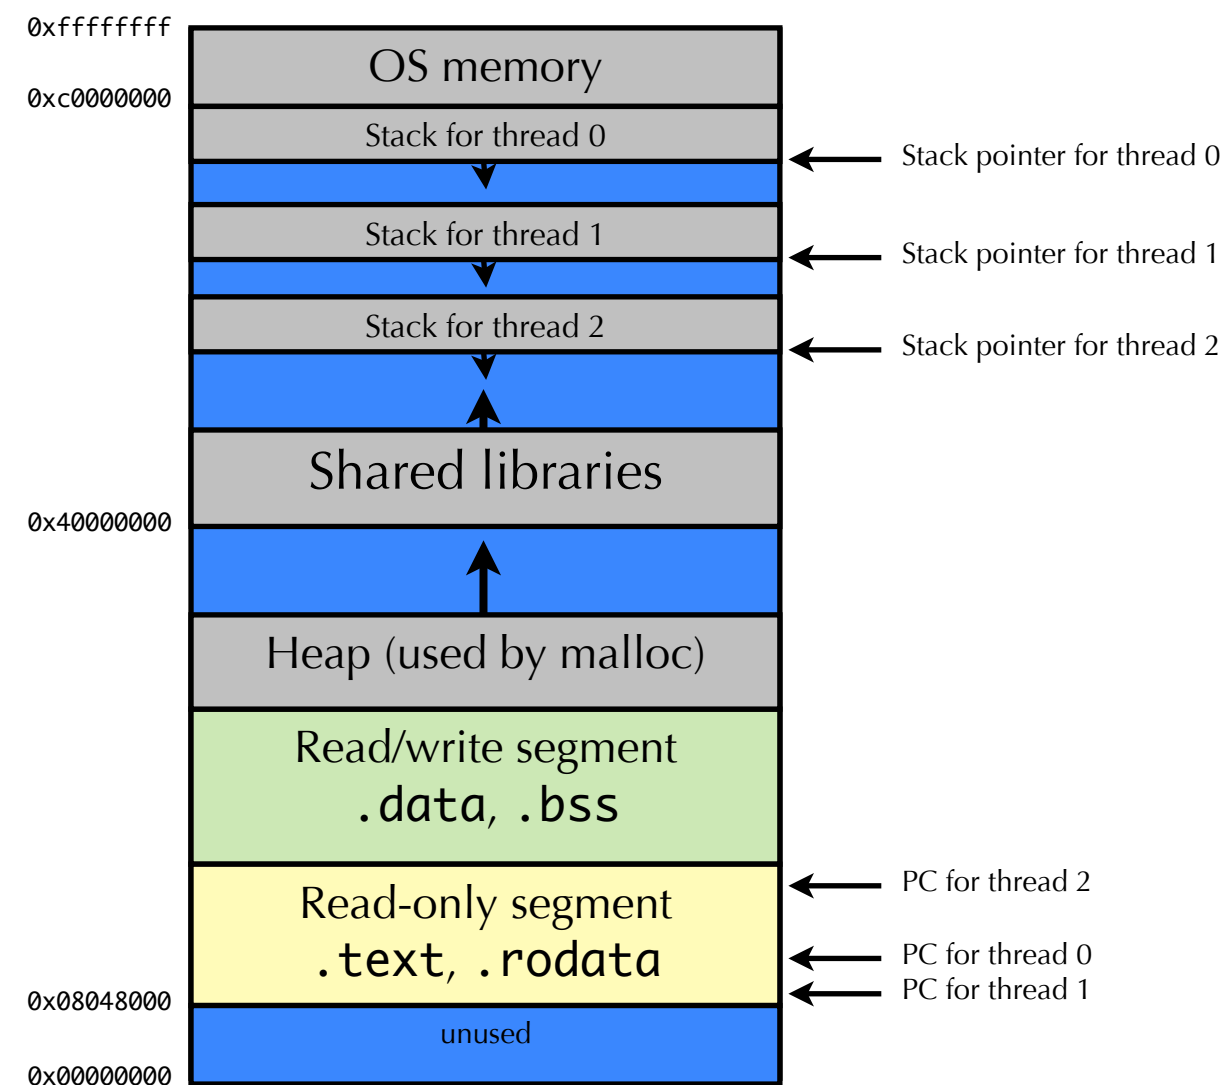 0xffffffff
OS memory
0xc0000000
Stack for thread 0
Stack pointer for thread 0
Stack for thread 1
Stack pointer for thread 1
Stack for thread 2
Stack pointer for thread 2
Shared libraries
0x40000000
Heap (used by malloc)
Read/write segment
.data, .bss
PC for thread 2
Read-only segment
.text, .rodata
PC for thread 0
PC for thread 1
0x08048000
unused
0x00000000